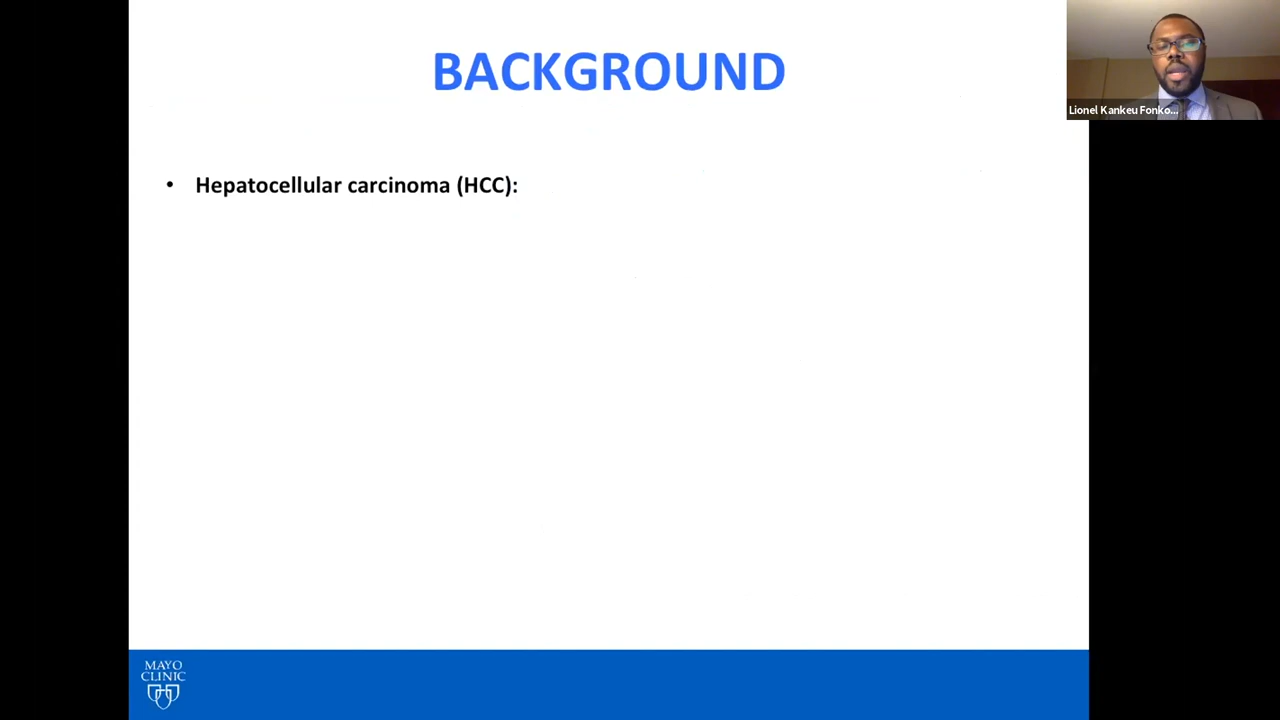 BACKGROUND
Lionel Kankeu Fonko...
• Hepatocellular carcinoma (HCC):
MAYO
CLINIC